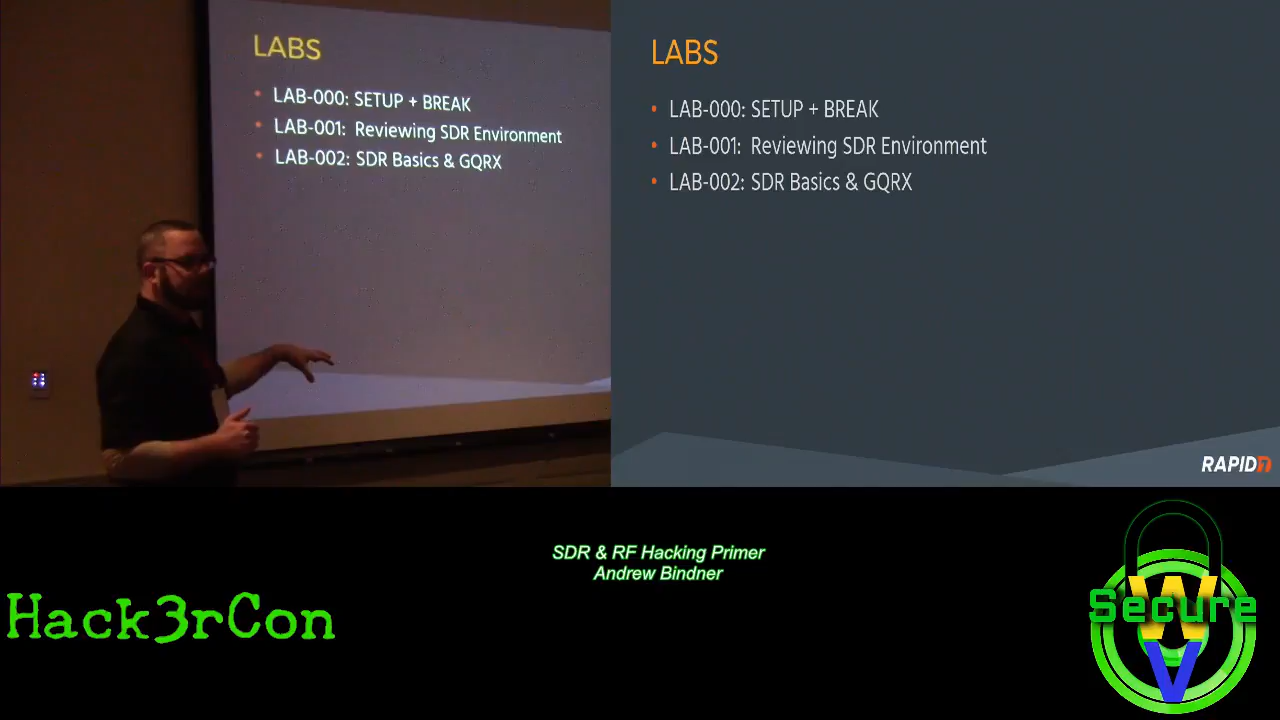 LABS
• LAB-000: SETUP + BREAK
• LAB-001: Reviewing SDR Environment
• LAB-002: SDR Basics & GQRX
LABS
• LAB-000: SETUP + BREAK
• LAB-001: Reviewing SDR Environment
• LAB-002: SDR Basics & GQRX
RAPID7
SDR & RF Hacking Primer
Andrew Bindner
Hack3rCon
Secure
W
V